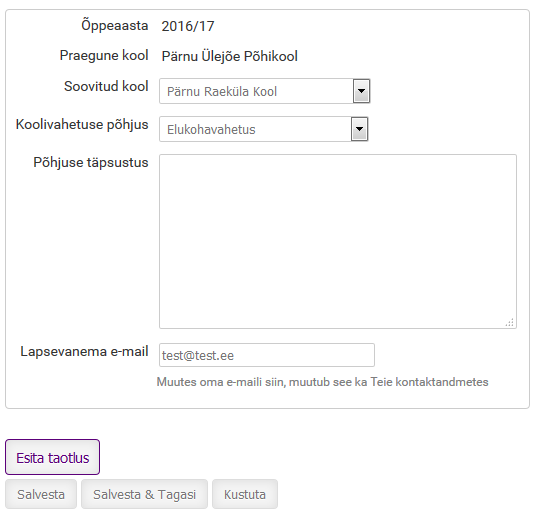 Õppeaasta 2016/17
Praegune kool Pärnu Ülejõe Põhikool
Soovitud kool Pärnu Raeküla Kool
Koolivahetuse põhjus Elukohavahetus
Põhjuse täpsustus
Lapsevanema e-mail test@test.ee
Muutes oma e-maili siin, muutub see ka Teie kontaktandmetes
Esita taotlus
Salvesta Salvesta & Tagasi Kustuta